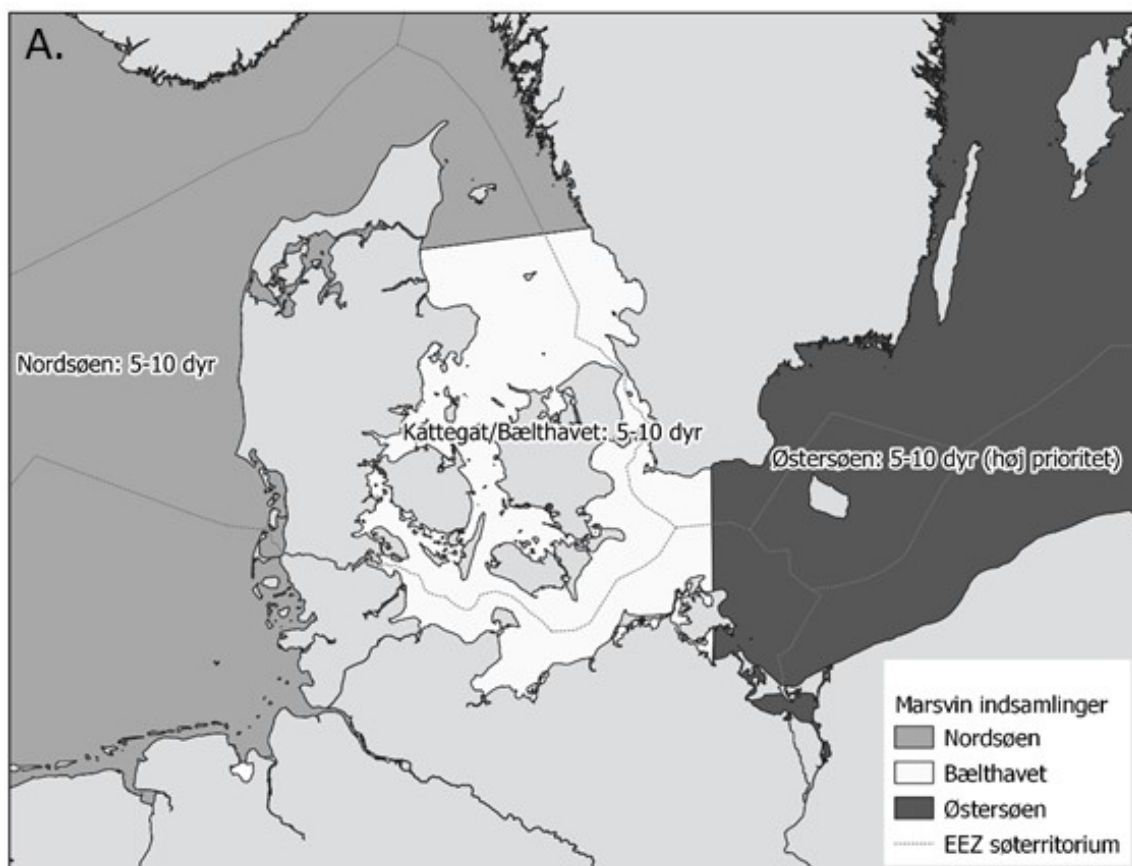 A.
Nordsøen: 5-10 dyr
Kattegat/Bælthavet: 5-10 dyr
Østersøen: 5-10 dyr (høj prioritet)
Marsvin indsamlinger
Nordsøen
Bælthavet
Østersøen
EEZ søterritorium